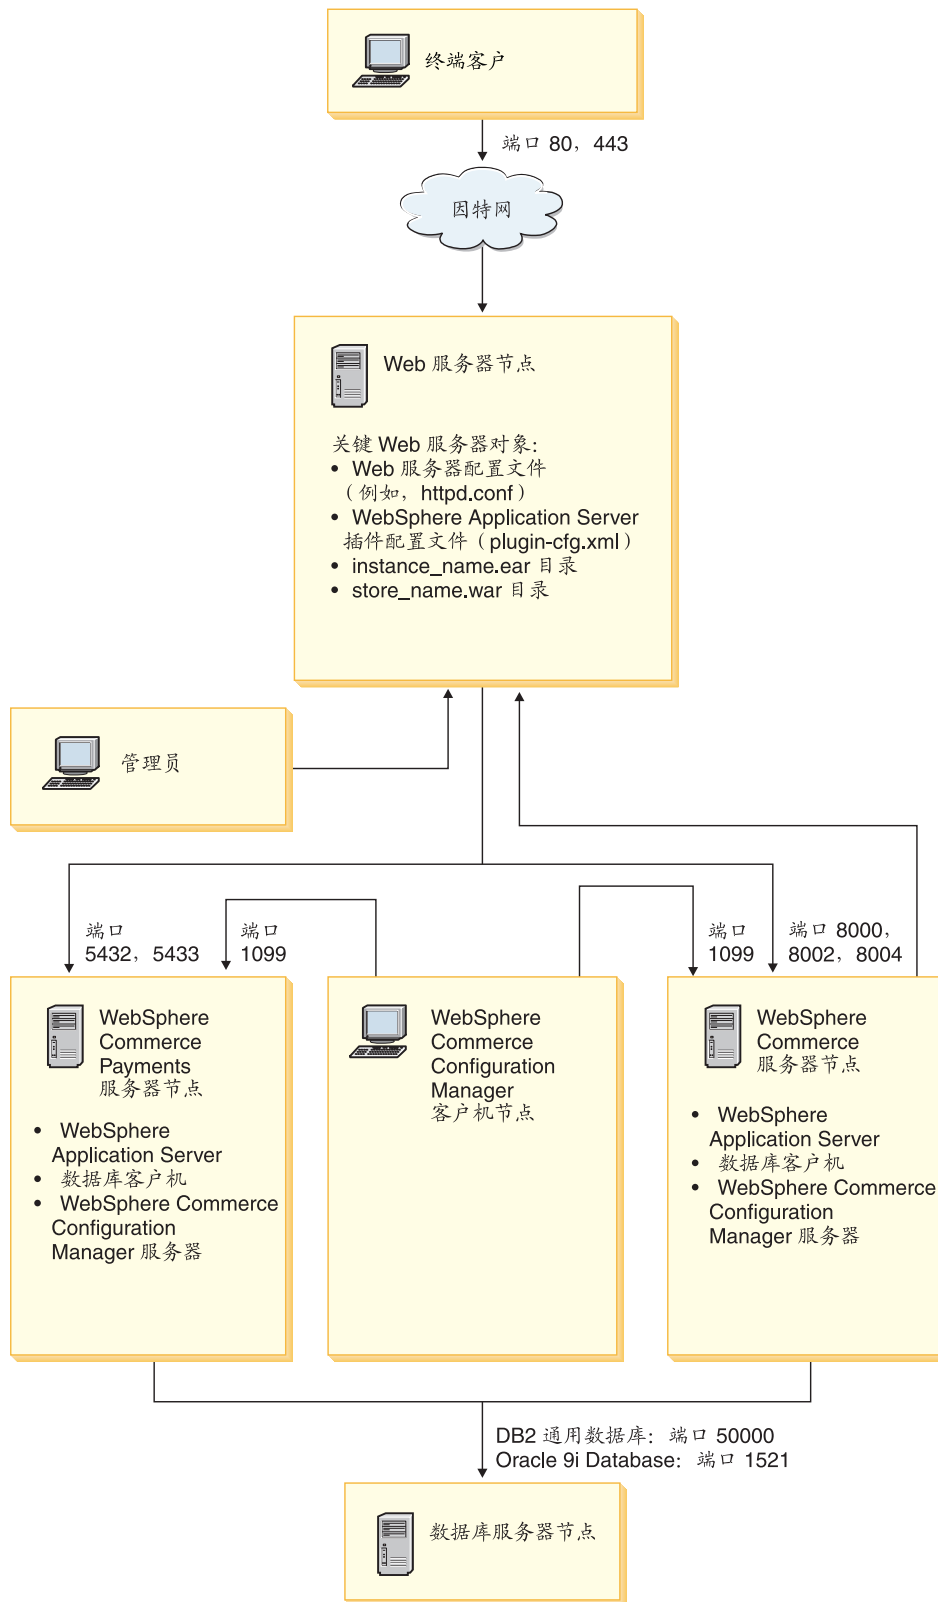 终端客户
端口 80，443
因特网
Web 服务器节点
关键 Web 服务器对象：
• Web 服务器配置文件
（例如，httpd.conf）
• WebSphere Application Server
插件配置文件（plugin-cfg.xml）
• instance_name.ear 目录
• store_name.war 目录
管理员
端口
5432，5433
端口
1099
端口
1099
端口 8000，
8002，8004
WebSphere
Commerce
Payments
服务器节点
• WebSphere
Application Server
• 数据库客户机
• WebSphere Commerce
Configuration
Manager 服务器
WebSphere
Commerce
Configuration
Manager
客户机节点
WebSphere
Commerce
服务器节点
• WebSphere
Application Server
• 数据库客户机
• WebSphere Commerce
Configuration
Manager 服务器
DB2 通用数据库：端口 50000
Oracle 9i Database：端口 1521
数据库服务器节点